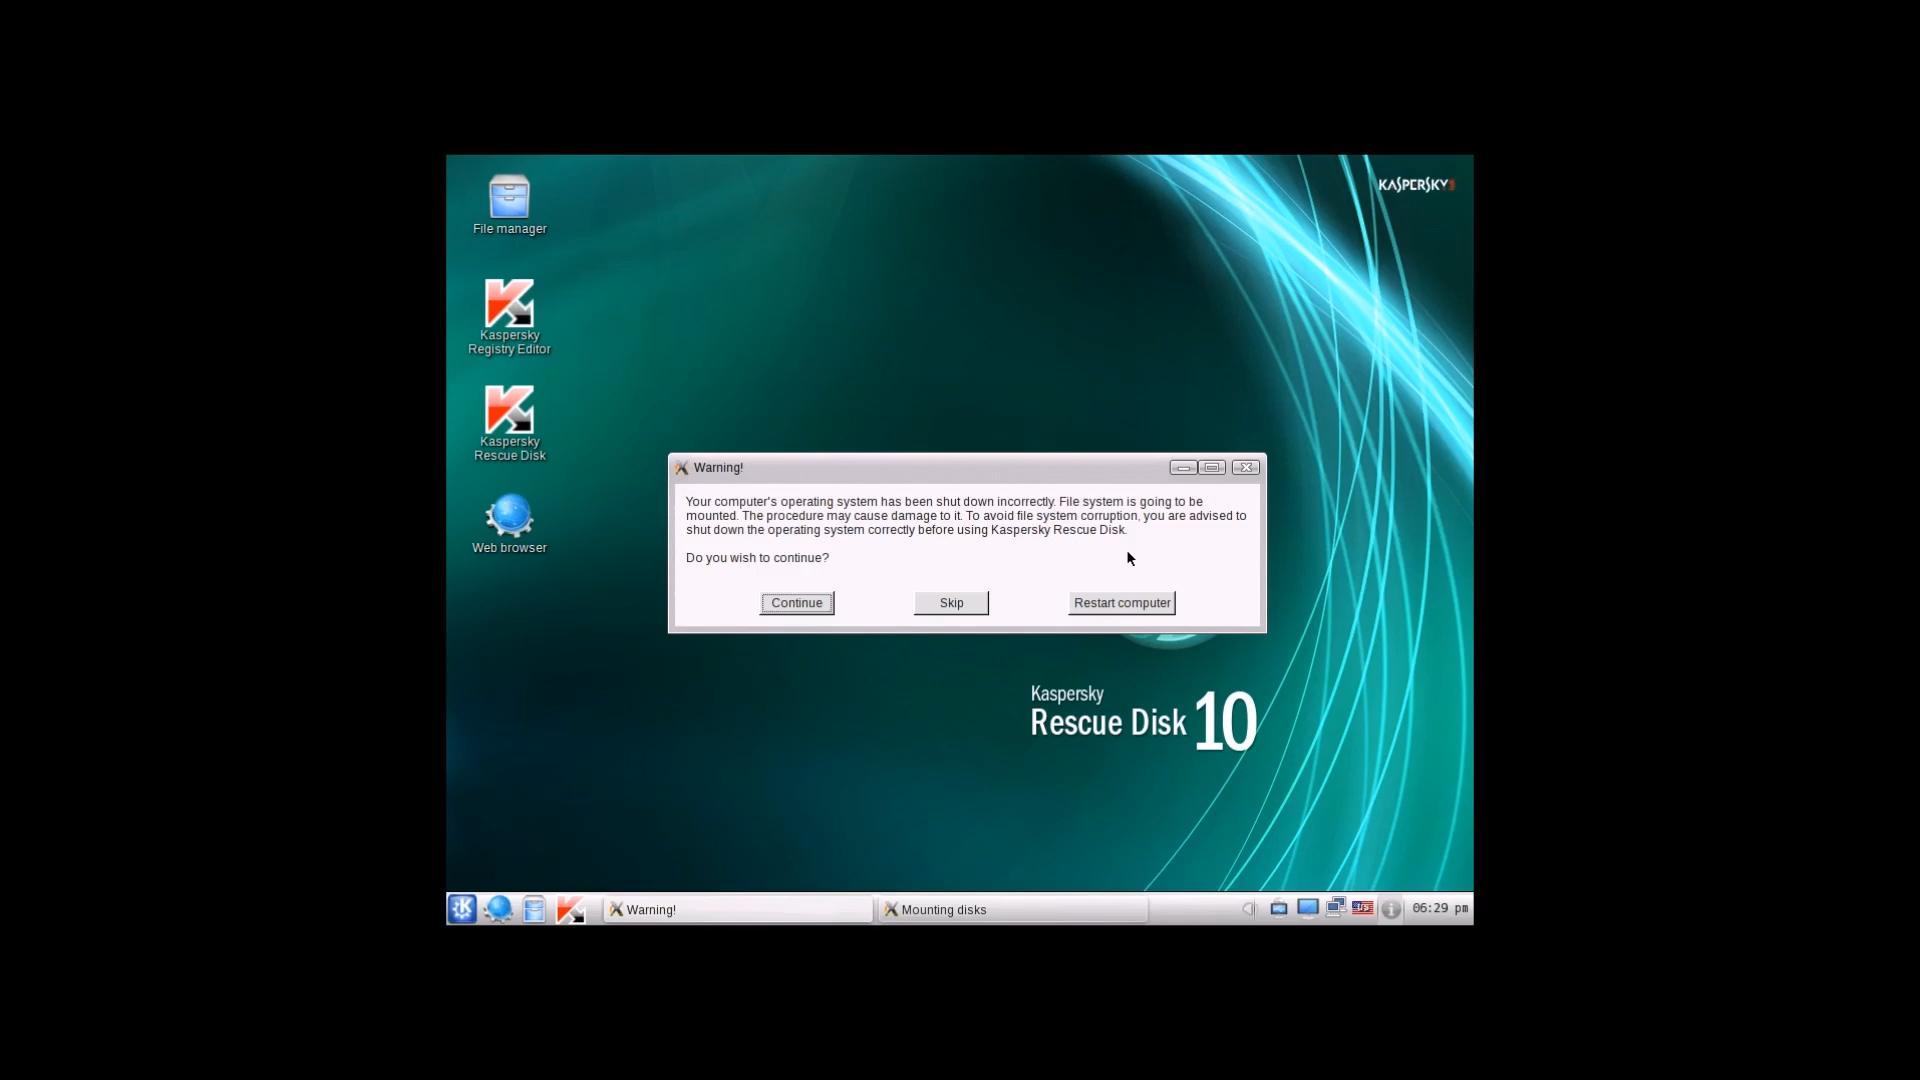 KASPERSKY
File manager
Kaspersky
Registry Editor
Kaspersky
Rescue Disk
Web browser
Warning!
Your computer's operating system has been shut down incorrectly. File system is going to be
mounted. The procedure may cause damage to it. To avoid file system corruption, you are advised to
shut down the operating system correctly before using Kaspersky Rescue Disk.
Do you wish to continue?
Continue
Skip
Restart computer
Kaspersky
Rescue Disk 10
Warning!
Mounting disks
us
06:29 pm